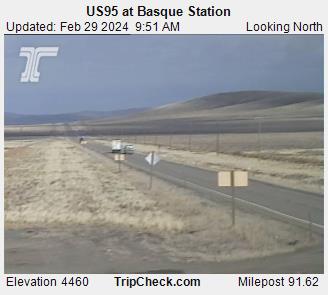 US95 at Basque Station
Updated: Feb 29 2024 9:51 AM Looking North
Elevation 4460 TripCheck.com Milepost 91.62